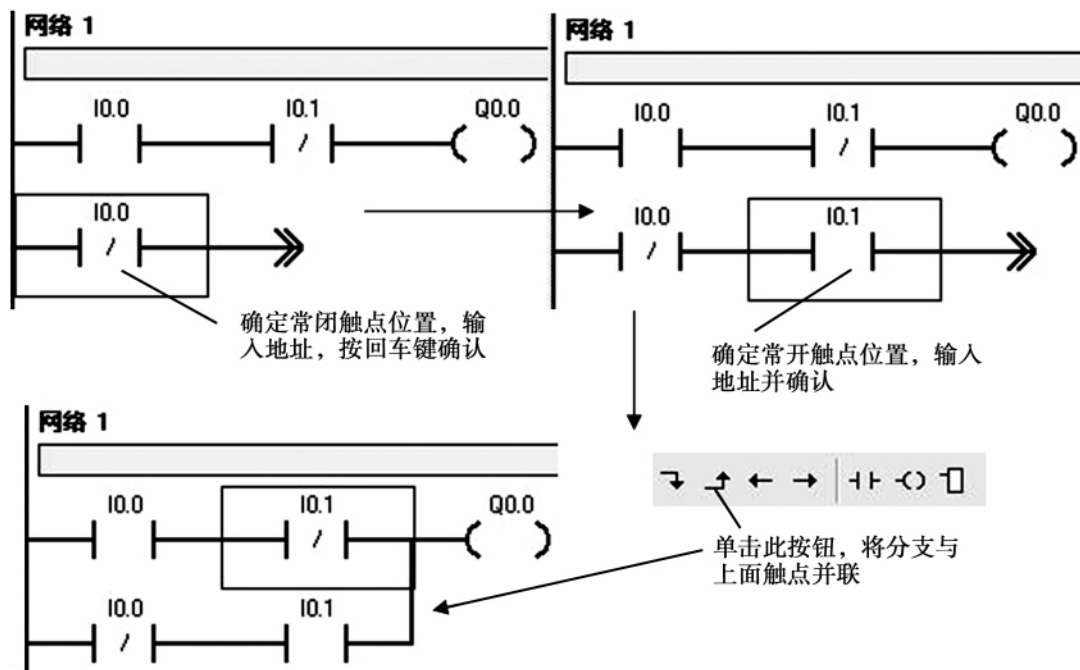 网络 1
I0.0 I0.1 Q0.0
I0.0
确定常闭触点位置，输
入地址，按回车键确认
网络 1
I0.0 I0.1 Q0.0
I0.0 I0.1
确定常开触点位置，输入
地址并确认
网络 1
I0.0 I0.1 Q0.0
I0.0 I0.1
单击此按钮，将分支与
上面触点并联